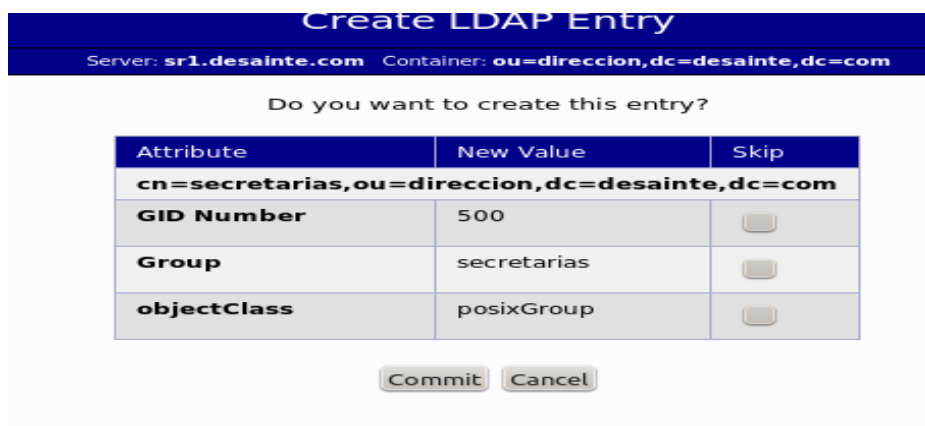 Create LDAP Entry
Server: sr1.desainte.com Container: ou=direccion,dc=desainte,dc=com
Do you want to create this entry?
Attribute New Value Skip
cn=secretarias,ou=direccion,dc=desainte,dc=com
GID Number 500
Group secretarias
objectClass posixGroup
Commit Cancel